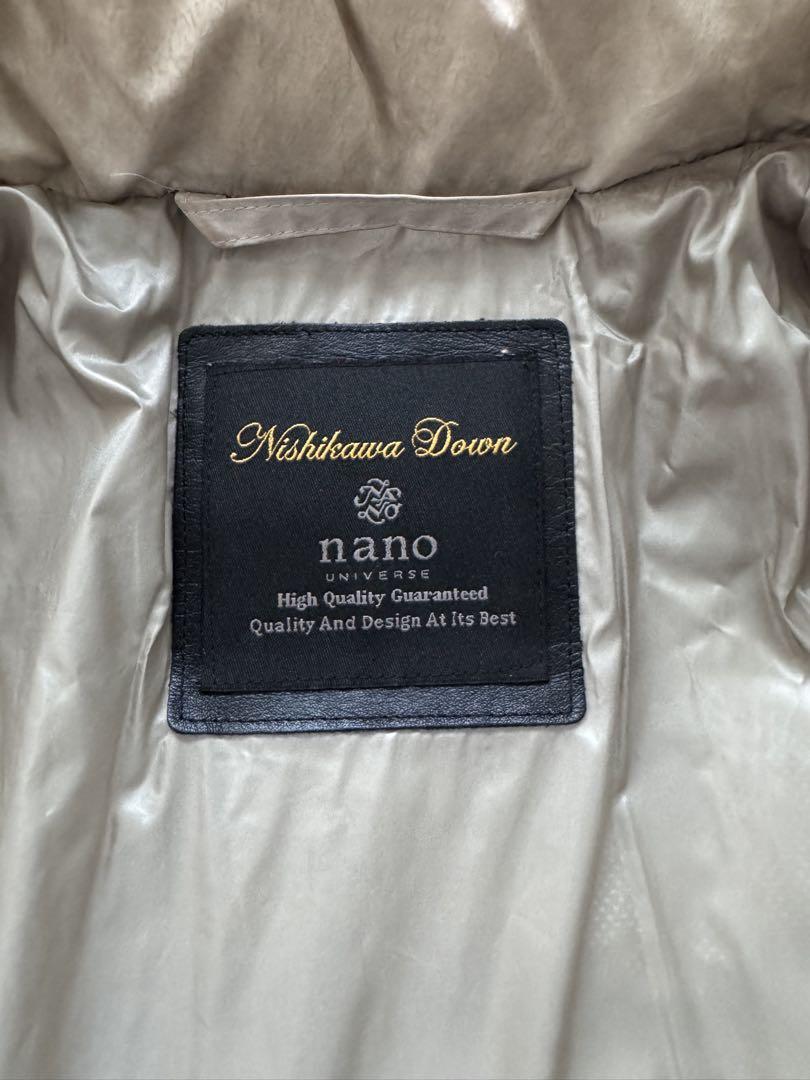 Nishikawa Down
nano
UNIVERSE
High Quality Guaranteed
Quality And Design At Its Best